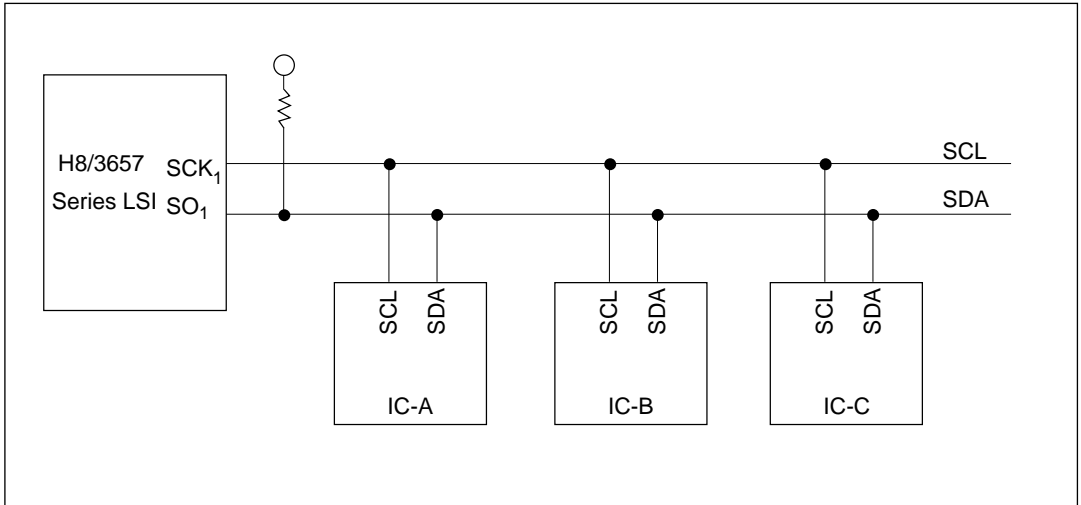 H8/3657 SCK₁
Series LSI SO₁
SCL
SDA
SCL SDA
IC-A
SCL SDA
IC-B
SCL SDA
IC-C